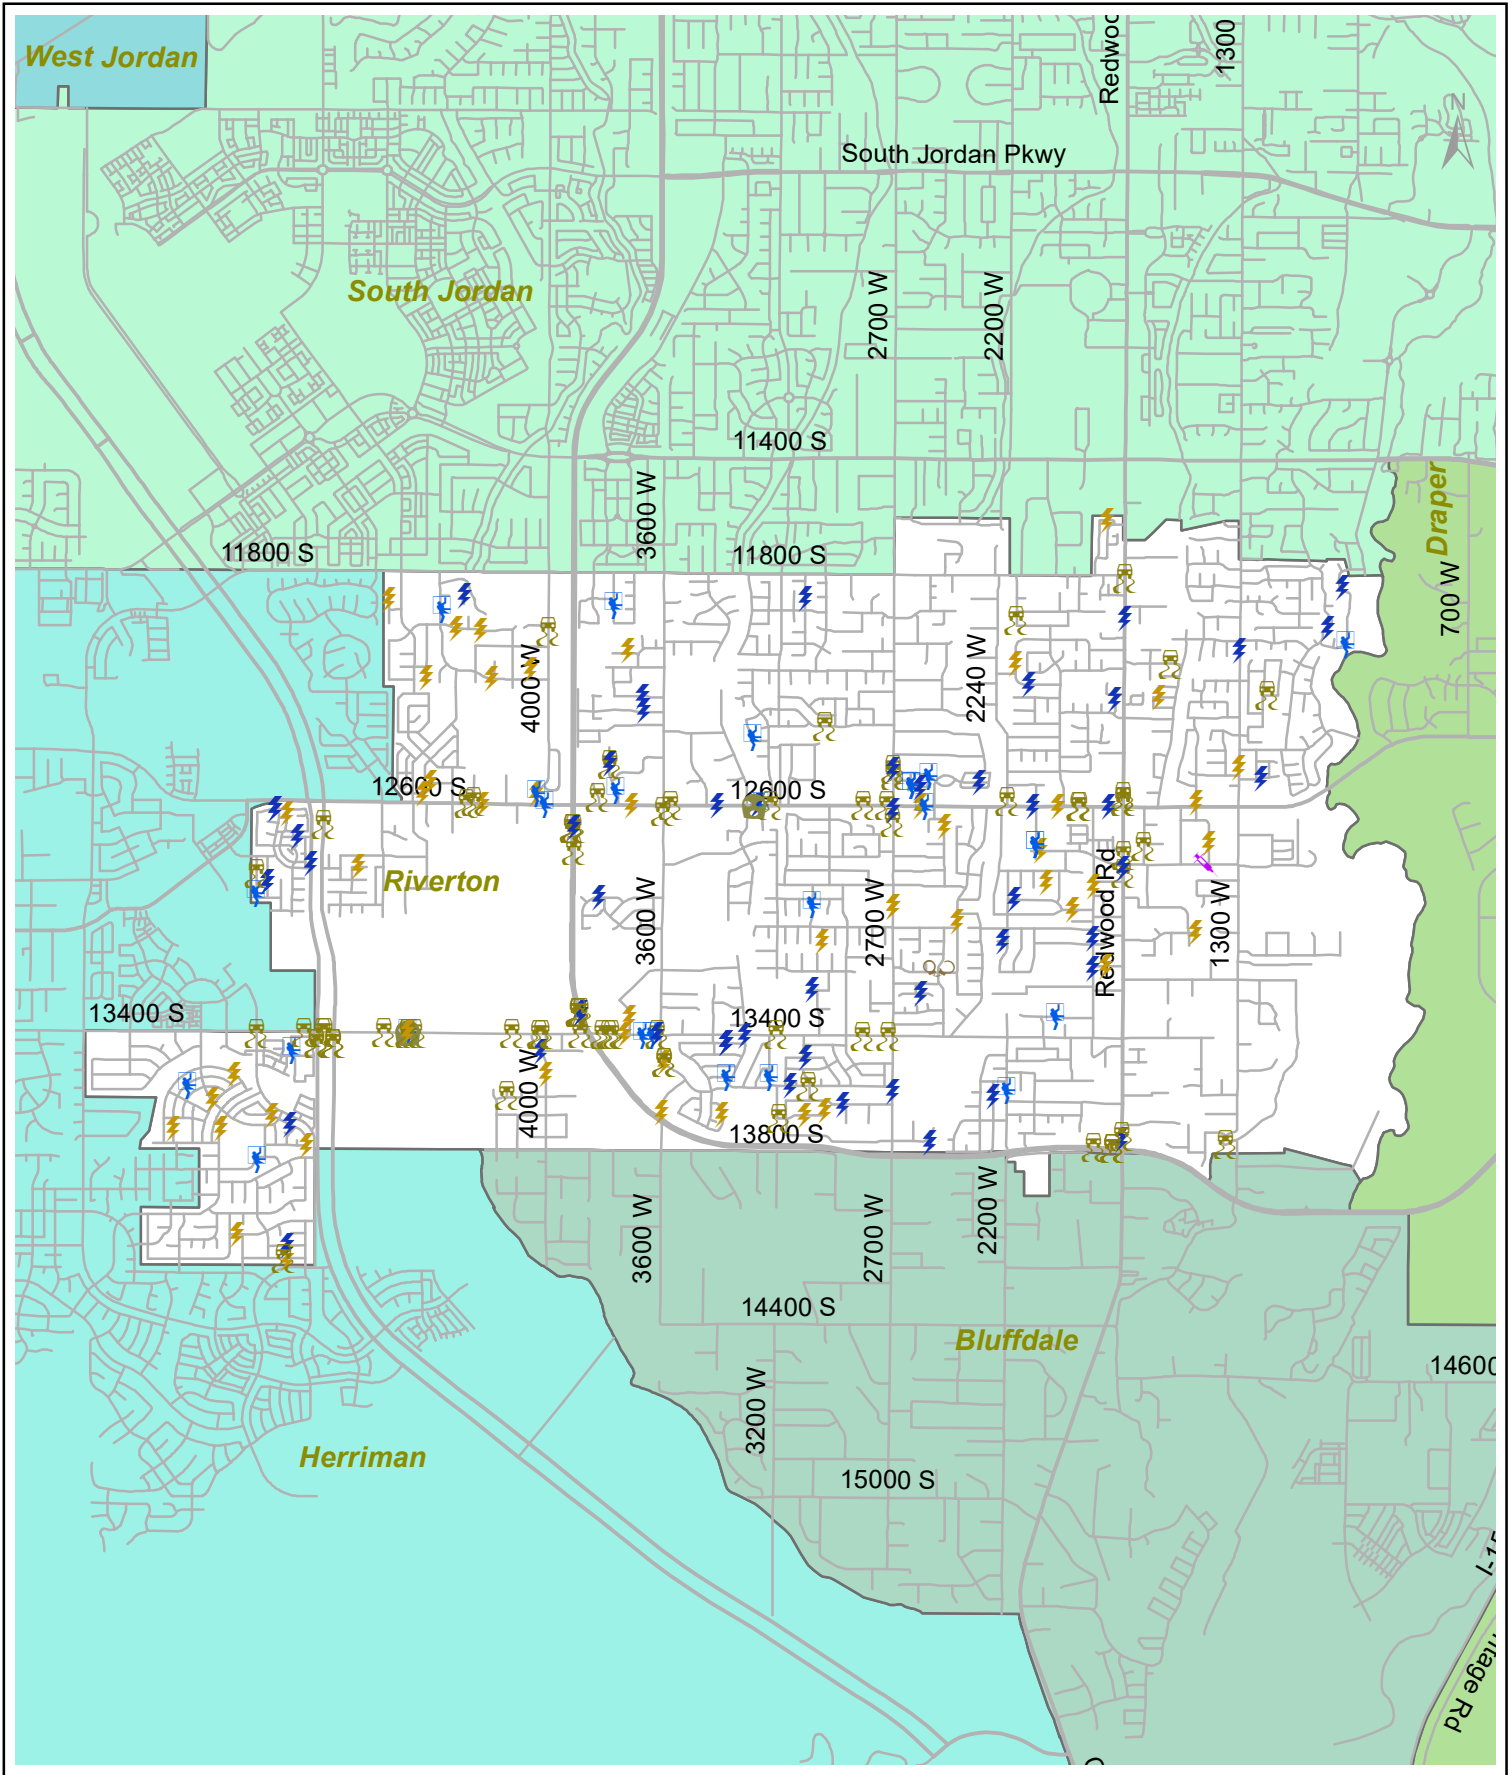 West Jordan
Redwoo
1300
N
South Jordan Pkwy
South Jordan
2700 W
2200 W
11400 S
3600 W
Draper
11800 S
11800 S
700 W
4000 W
2240 W
12600 S
12600 S
Riverton
Redwood Rd
3600 W
2700 W
1300 W
13400 S
13400 S
4000 W
13800 S
3600 W
2700 W
2200 W
14400 S
Bluffdale
14600
3200 W
Herriman
15000 S
I-15
ntage Rd